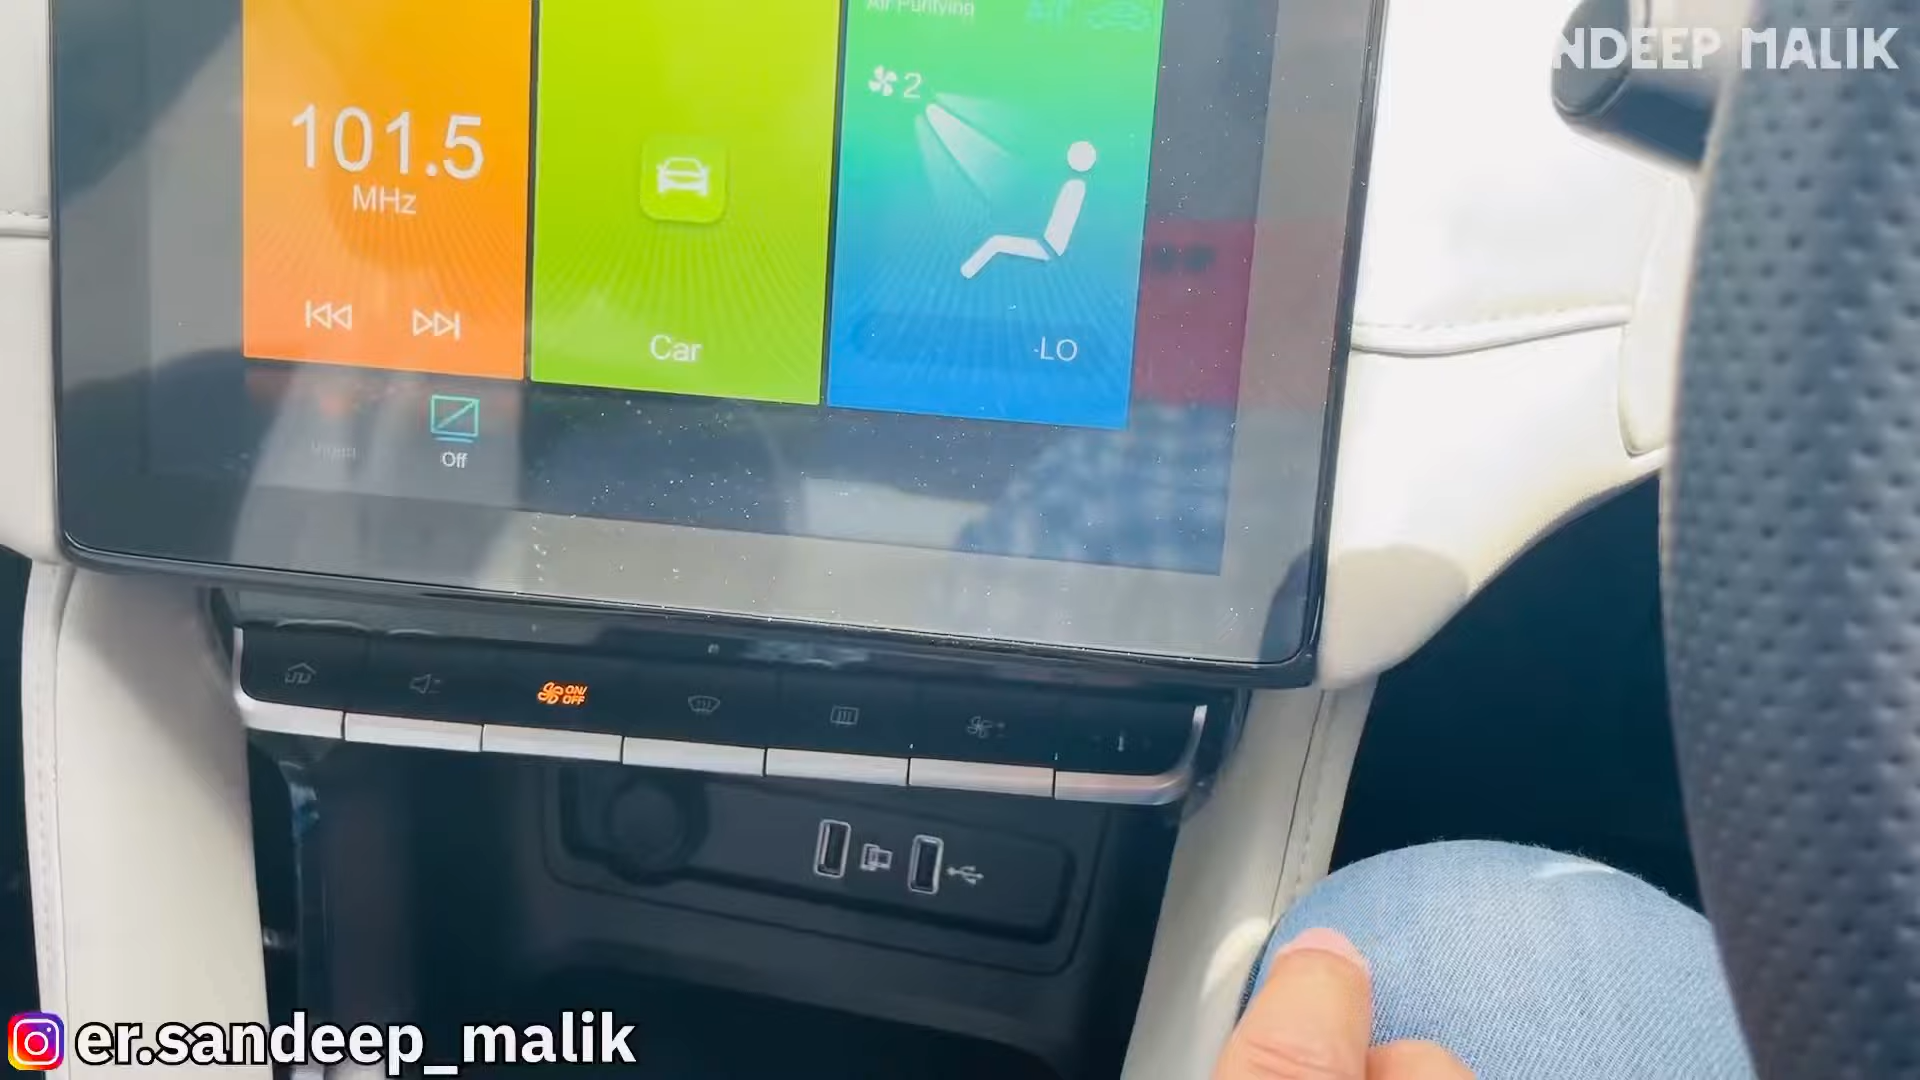 Air Purifying
NDEEP MALIK
2
101.5
MHz
Car
-LO
Off
ON/
OFF
er.sandeep_malik